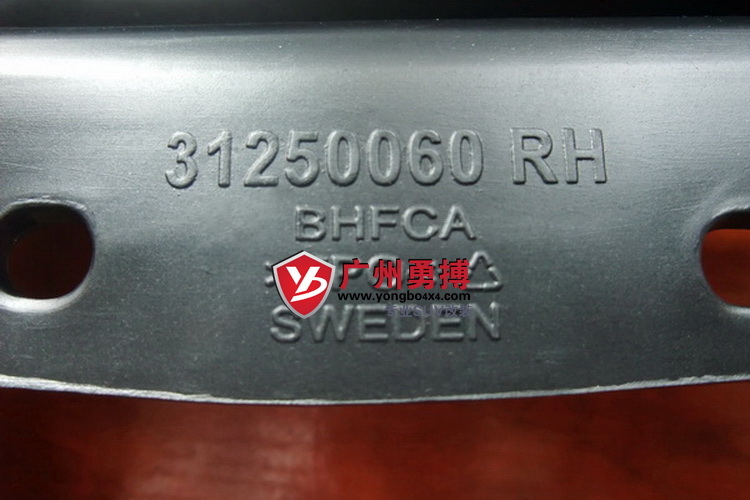 31250060 RH
BHFCA
广州勇搏
www.yongbo4x4.com
SWEDEN